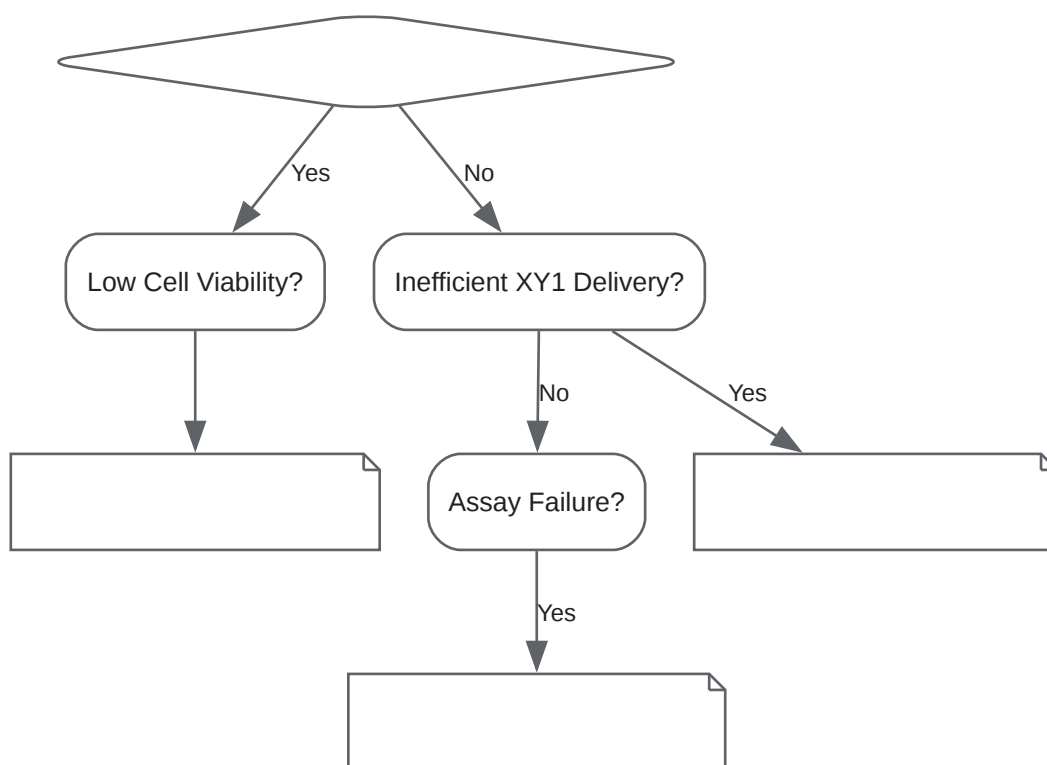 Yes
No
Low Cell Viability?
Inefficient XY1 Delivery?
No
Yes
Assay Failure?
Yes